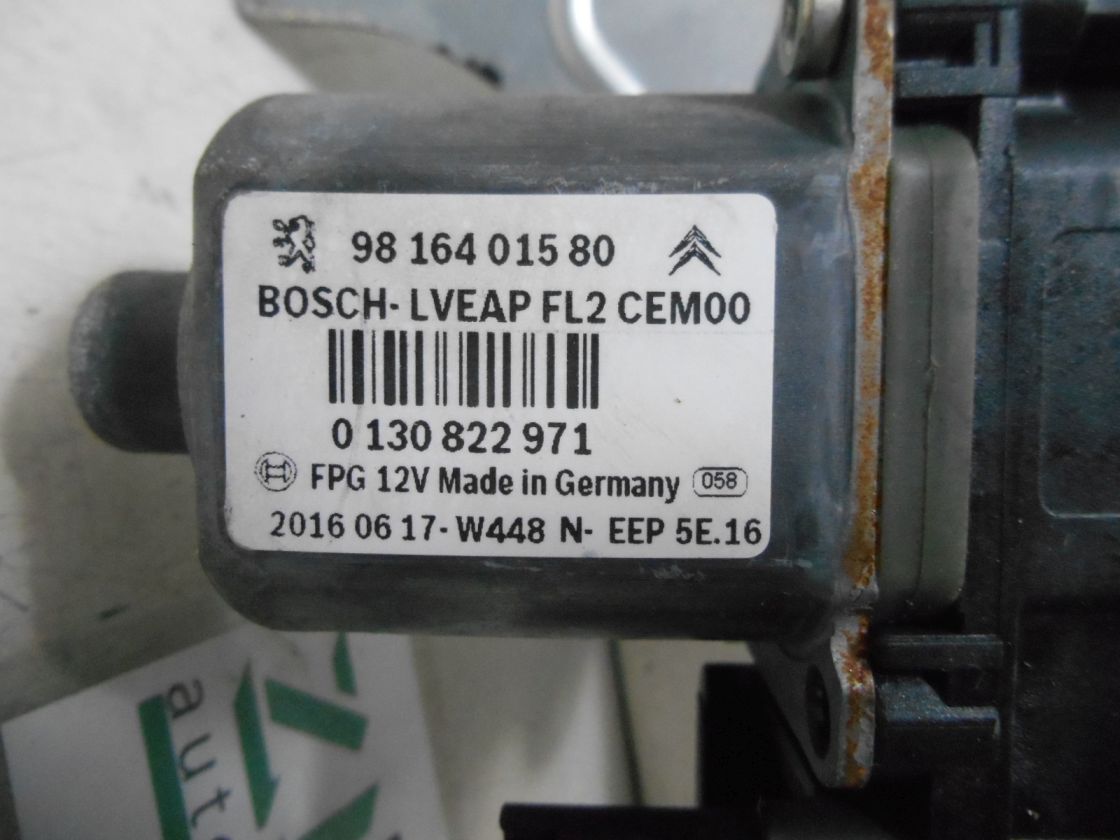 98 164 015 80
BOSCH- LVEAP FL2 CEM00
0 130 822 971
FPG 12V Made in Germany 058
2016 06 17- W448 N- EEP 5E.16
auto